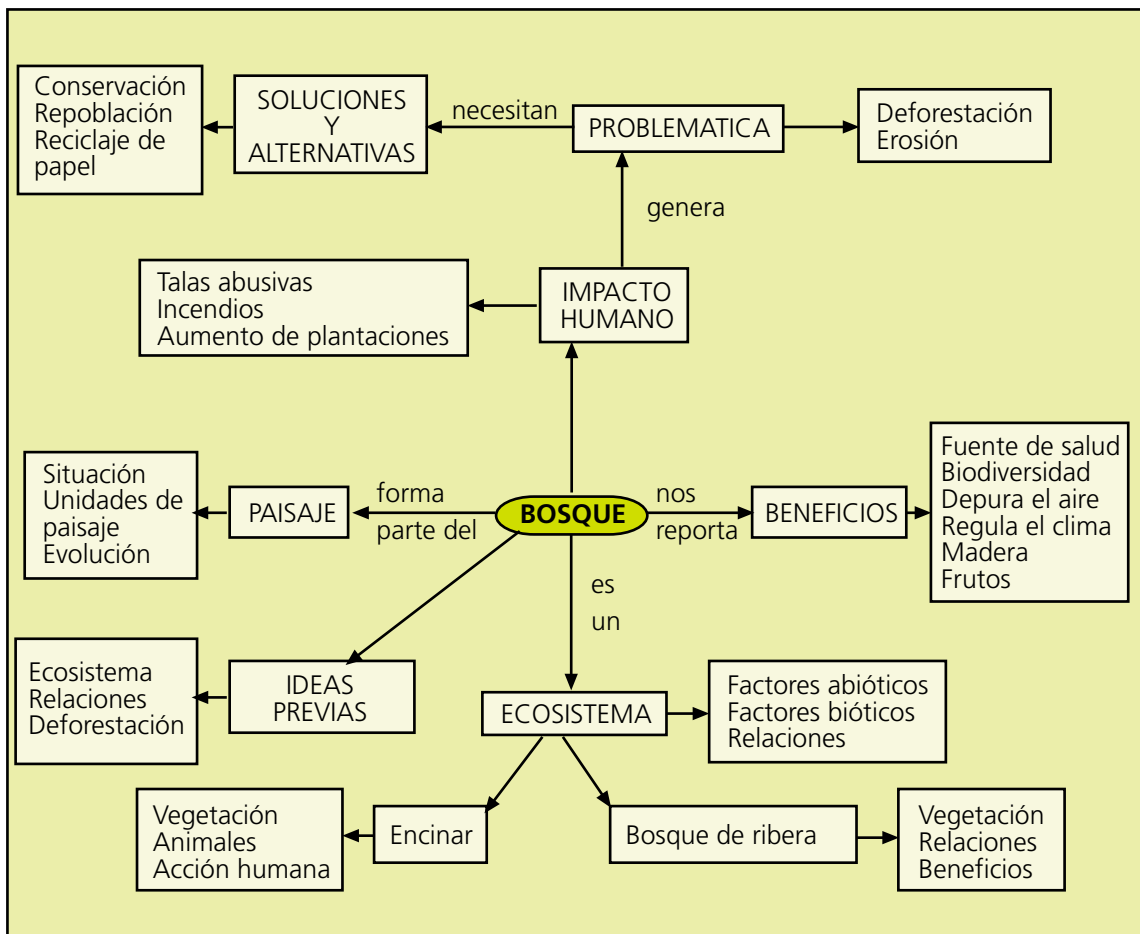 Conservación
Repoblación
Reciclaje de
papel
SOLUCIONES
Y
ALTERNATIVAS
necesitan
PROBLEMATICA
Deforestación
Erosión
genera
Talas abusivas
Incendios
Aumento de plantaciones
IMPACTO
HUMANO
Situación
Unidades de
paisaje
Evolución
PAISAJE
forma
parte del
BOSQUE
nos
reporta
BENEFICIOS
Fuente de salud
Biodiversidad
Depura el aire
Regula el clima
Madera
Frutos
es
un
Ecosistema
Relaciones
Deforestación
IDEAS
PREVIAS
ECOSISTEMA
Factores abióticos
Factores bióticos
Relaciones
Vegetación
Animales
Acción humana
Encinar
Bosque de ribera
Vegetación
Relaciones
Beneficios